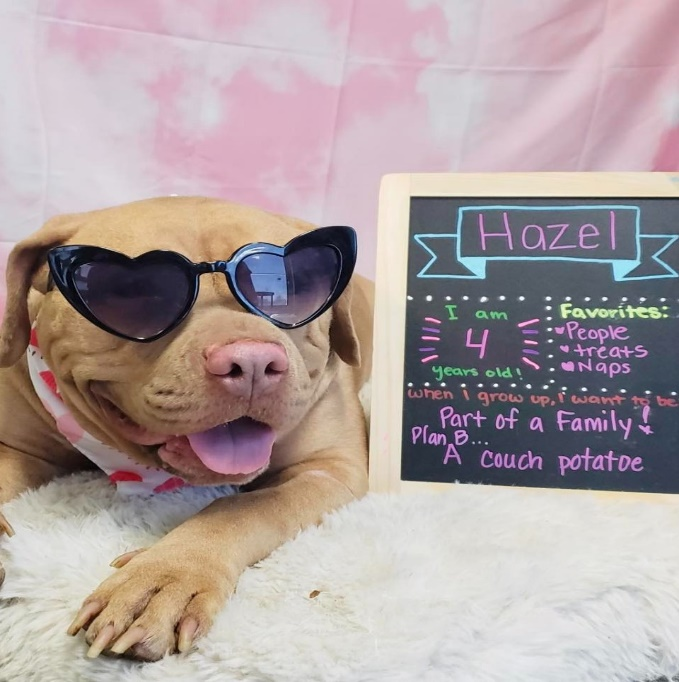 Hazel
I am
4
years old!
Favorites:
People
treats
Naps
when I grow up, I want to be
Part of a Family!
Plan B...
A couch potatoe